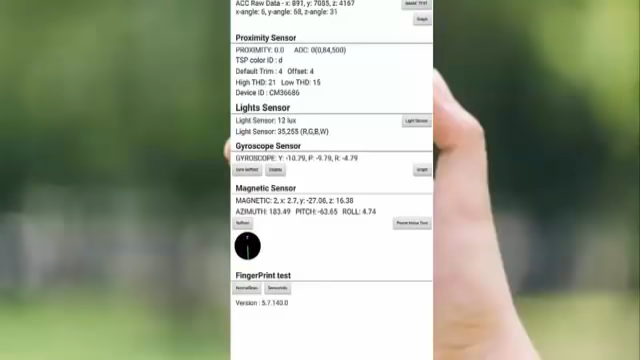 ACC Raw Data - x: 891, y: 7085, z: 4167
x-angle: 6, y-angle: 58, z-angle: 31
Graph
Proximity Sensor
PROXIMITY: 0.0 ADC: 0(0,84,500)
TSP color ID : d
Default Trim : 4 Offset: 4
High THD: 21 Low THD: 15
Device ID : CM36686
Lights Sensor
Light Sensor: 12 lux
Light Sensor
Light Sensor: 35,255 (R,G,B,W)
Gyroscope Sensor
GYROSCOPE: Y: -10.79, P: -9.79, R: -4.79
Display
Graph
Magnetic Sensor
MAGNETIC: 2, x: 2.7, y: -27.06, z: 16.38
AZIMUTH: 183.49 PITCH: -63.65 ROLL: 4.74
Selftest
FingerPrint test
Version : 5.7.140.0